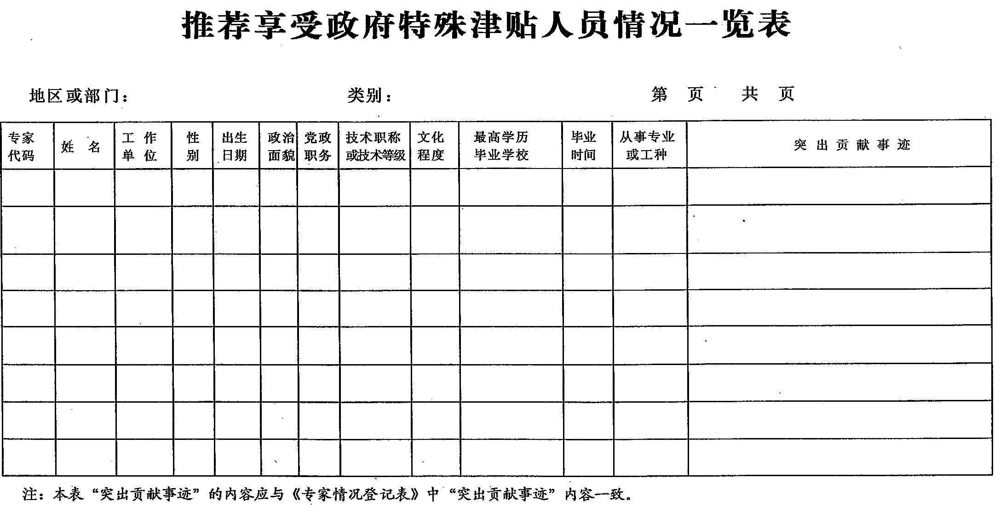 推荐享受政府特殊津贴人员情况一览表
地区或部门： 类别： 第 页 共 页
专家代码 姓 名 工 作单 位 性别 出生日期 政治面貌 党政职务 技术职称或技术等级 文化程度 最高学历毕业学校 毕业时间 从事专业或工种 突 出 贡 献 事 迹
注：本表“突出贡献事迹”的内容应与《专家情况登记表》中“突出贡献事迹”内容一致。